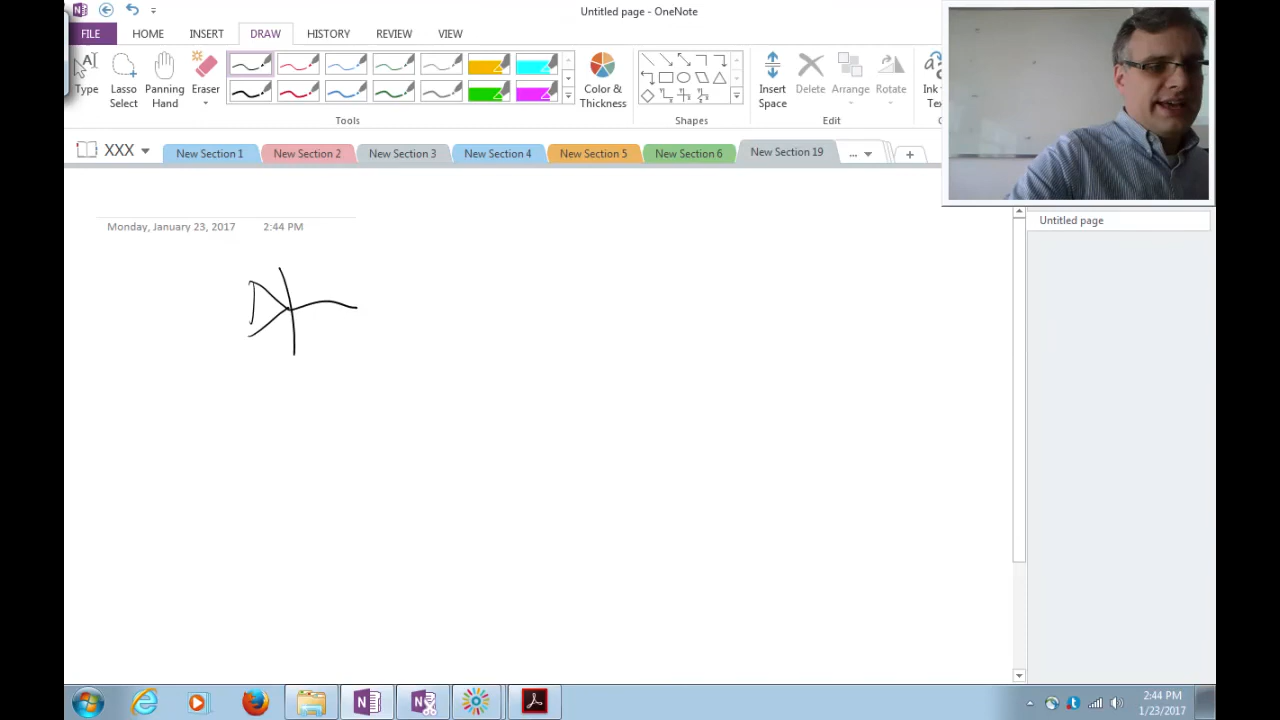 Untitled page - OneNote
FILE HOME INSERT DRAW HISTORY REVIEW VIEW
Type
Lasso Select
Panning Hand
Eraser
Color & Thickness
Insert Space
Delete
Arrange
Rotate
Ink to
Tools
Shapes
Edit
XXX
New Section 1 New Section 2 New Section 3 New Section 4 New Section 5 New Section 6 New Section 19 ...
Untitled page
Monday, January 23, 2017 2:44 PM
2:44 PM
1/23/2017